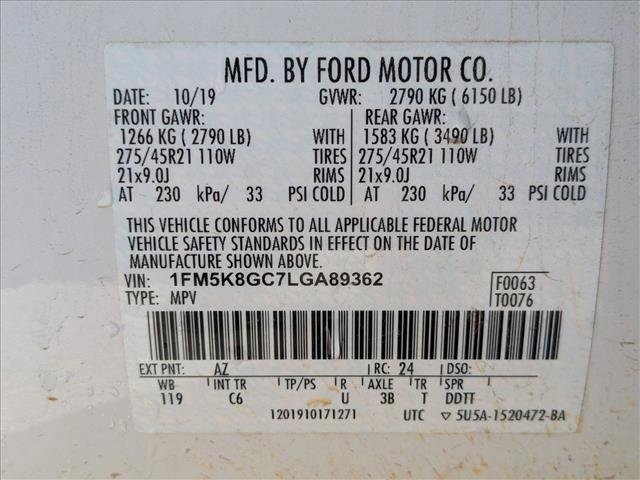 MFD. BY FORD MOTOR CO.
DATE: 10/19 GVWR: 2790 KG ( 6150 LB)
FRONT GAWR: REAR GAWR:
1266 KG ( 2790 LB) WITH 1583 KG ( 3490 LB) WITH
275/45R21 110W TIRES 275/45R21 110W TIRES
21x9.0J RIMS 21x9.0J RIMS
AT 230 kPa/ 33 PSI COLD AT 230 kPa/ 33 PSI COLD
THIS VEHICLE CONFORMS TO ALL APPLICABLE FEDERAL MOTOR
VEHICLE SAFETY STANDARDS IN EFFECT ON THE DATE OF
MANUFACTURE SHOWN ABOVE.
VIN: 1FM5K8GC7LGA89362 F0063
TYPE: MPV T0076
EXT PNT: AZ RC: 24 DSO:
WB INT TR TP/PS R AXLE TR SPR
119 C6 U 3B T DDTT
1201910171271 UTC ▽ 5U5A-1520472-BA